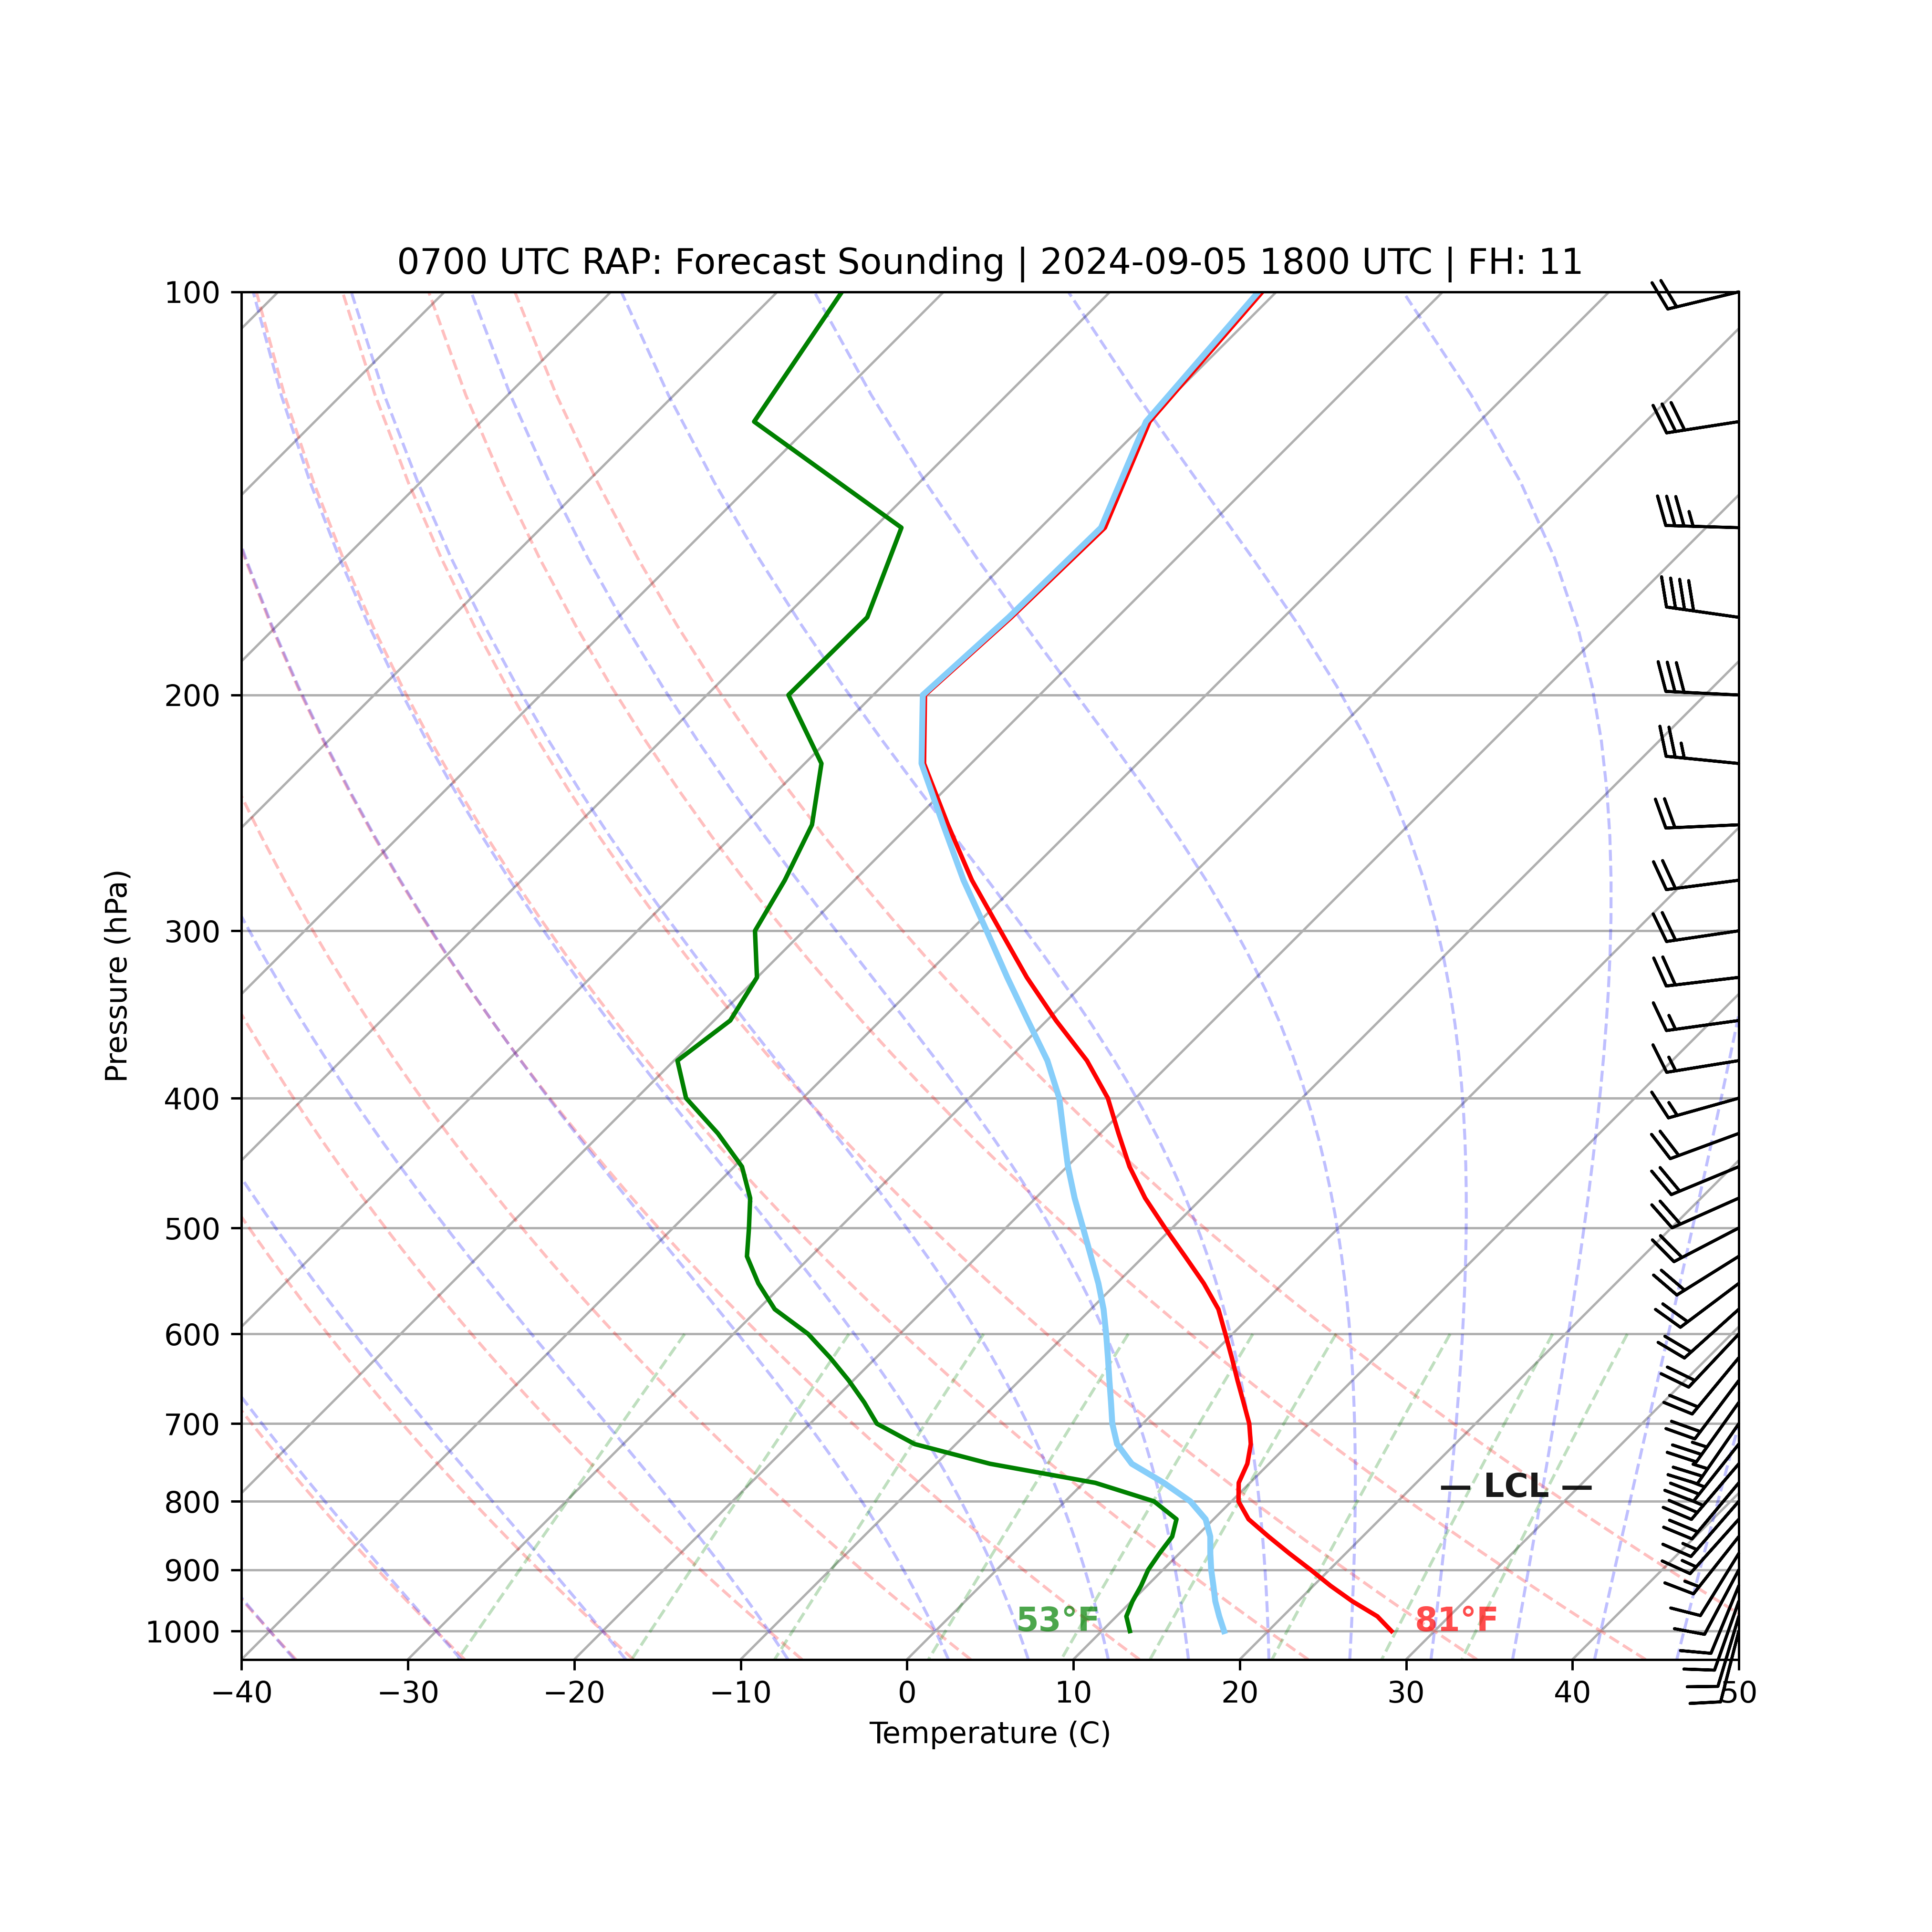 0700 UTC RAP: Forecast Sounding | 2024-09-05 1800 UTC | FH: 11
100
200
300
400
500
600
700
800
900
1000
Pressure (hPa)
— LCL —
53°F
81°F
−40 −30 −20 −10 0 10 20 30 40 50
Temperature (C)